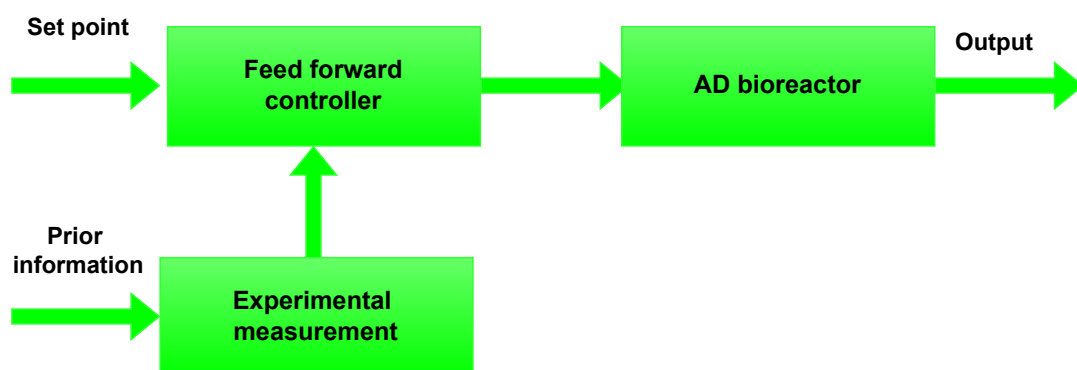 Set point
Feed forward
controller
AD bioreactor
Output
Prior
information
Experimental
measurement